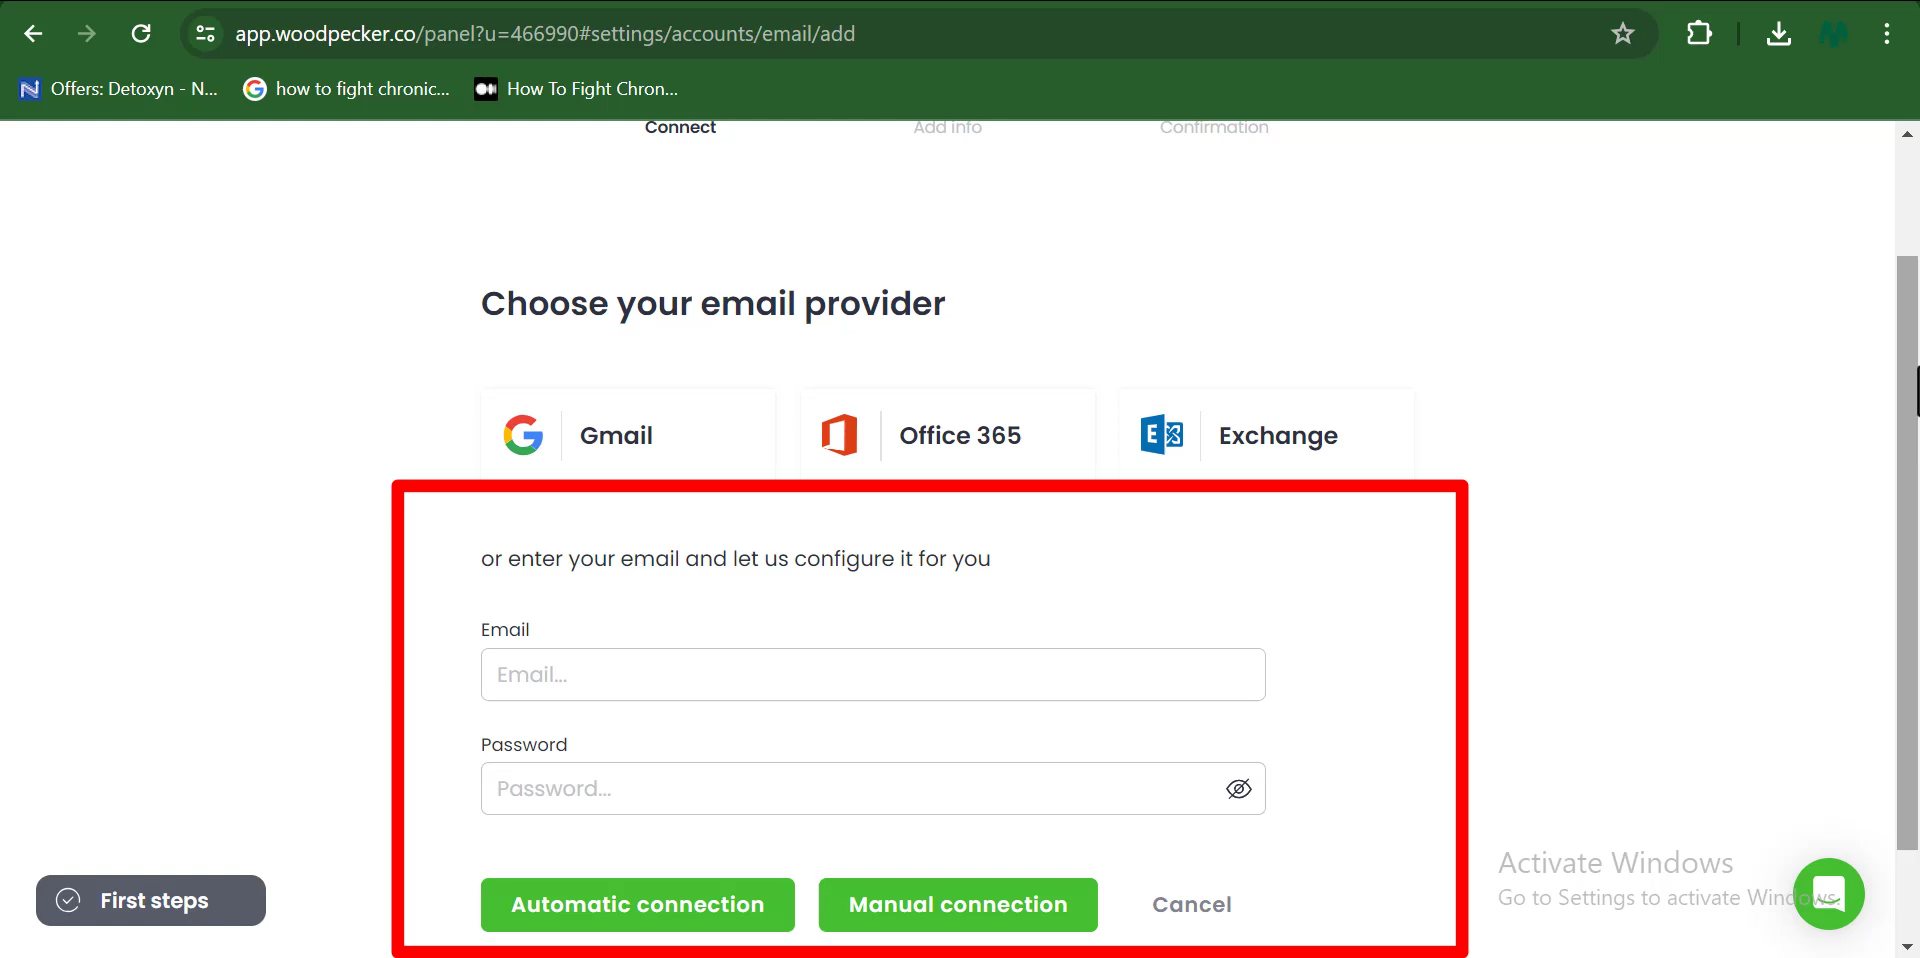 app.woodpecker.co/panel?u=466990#settings/accounts/email/add
Offers: Detoxyn - N... how to fight chronic... How To Fight Chron...
Connect Add info Confirmation
Choose your email provider
Gmail Office 365 Exchange
or enter your email and let us configure it for you
Email
Email...
Password
Password...
Automatic connection Manual connection Cancel
First steps
Activate Windows
Go to Settings to activate Windows.